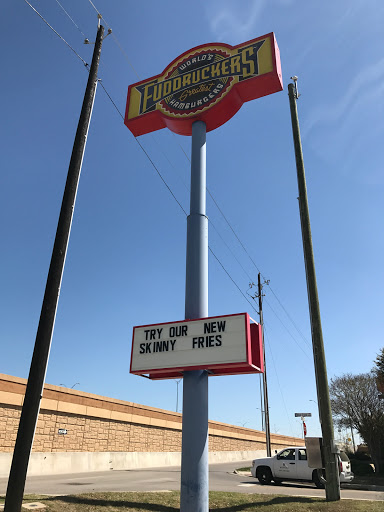 WORLD'S
FUDDRUCKERS
Greatest
HAMBURGERS
TRY OUR NEW
SKINNY FRIES